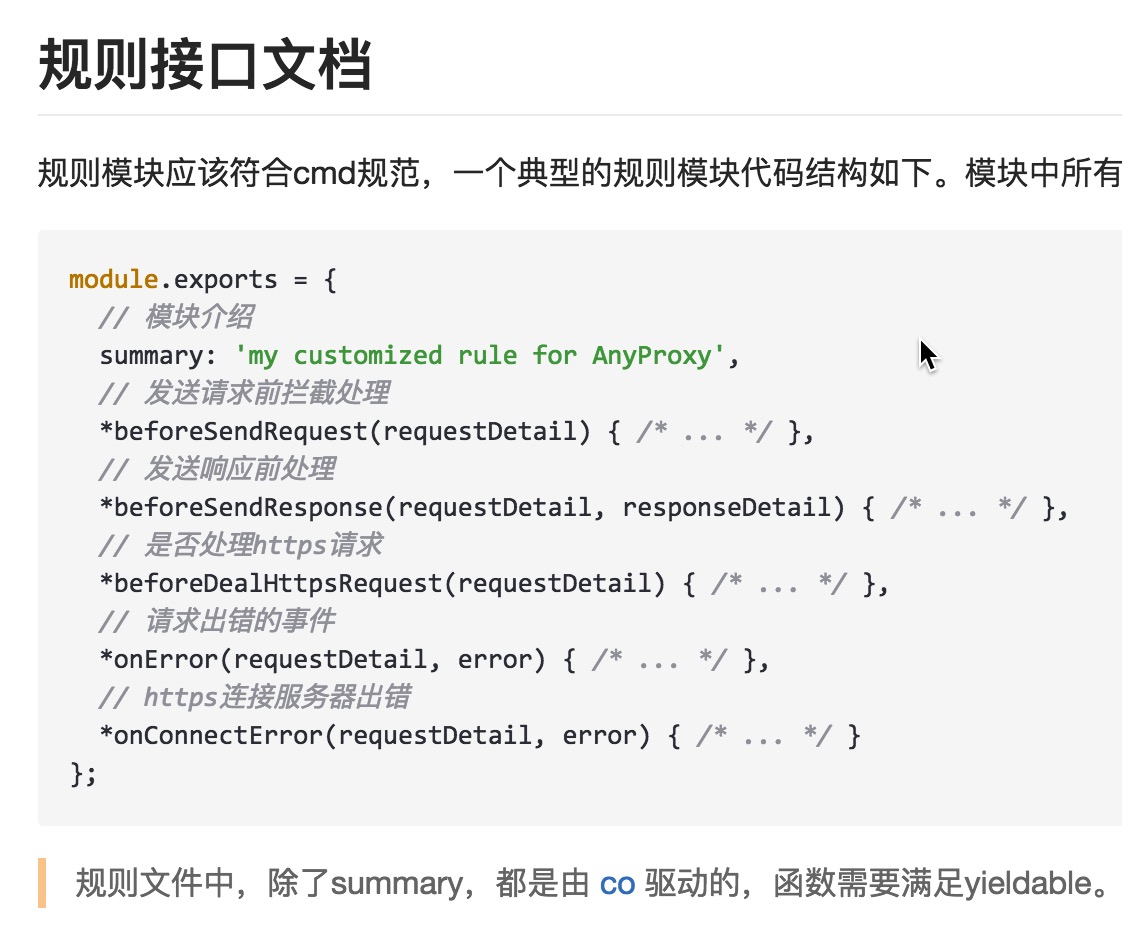 规则接口文档
规则模块应该符合cmd规范，一个典型的规则模块代码结构如下。模块中所有
module.exports = {
  // 模块介绍
  summary: 'my customized rule for AnyProxy',
  // 发送请求前拦截处理
  *beforeSendRequest(requestDetail) { /* ... */ },
  // 发送响应前处理
  *beforeSendResponse(requestDetail, responseDetail) { /* ... */ },
  // 是否处理https请求
  *beforeDealHttpsRequest(requestDetail) { /* ... */ },
  // 请求出错的事件
  *onError(requestDetail, error) { /* ... */ },
  // https连接服务器出错
  *onConnectError(requestDetail, error) { /* ... */ }
};
规则文件中，除了summary，都是由 co 驱动的，函数需要满足yieldable。